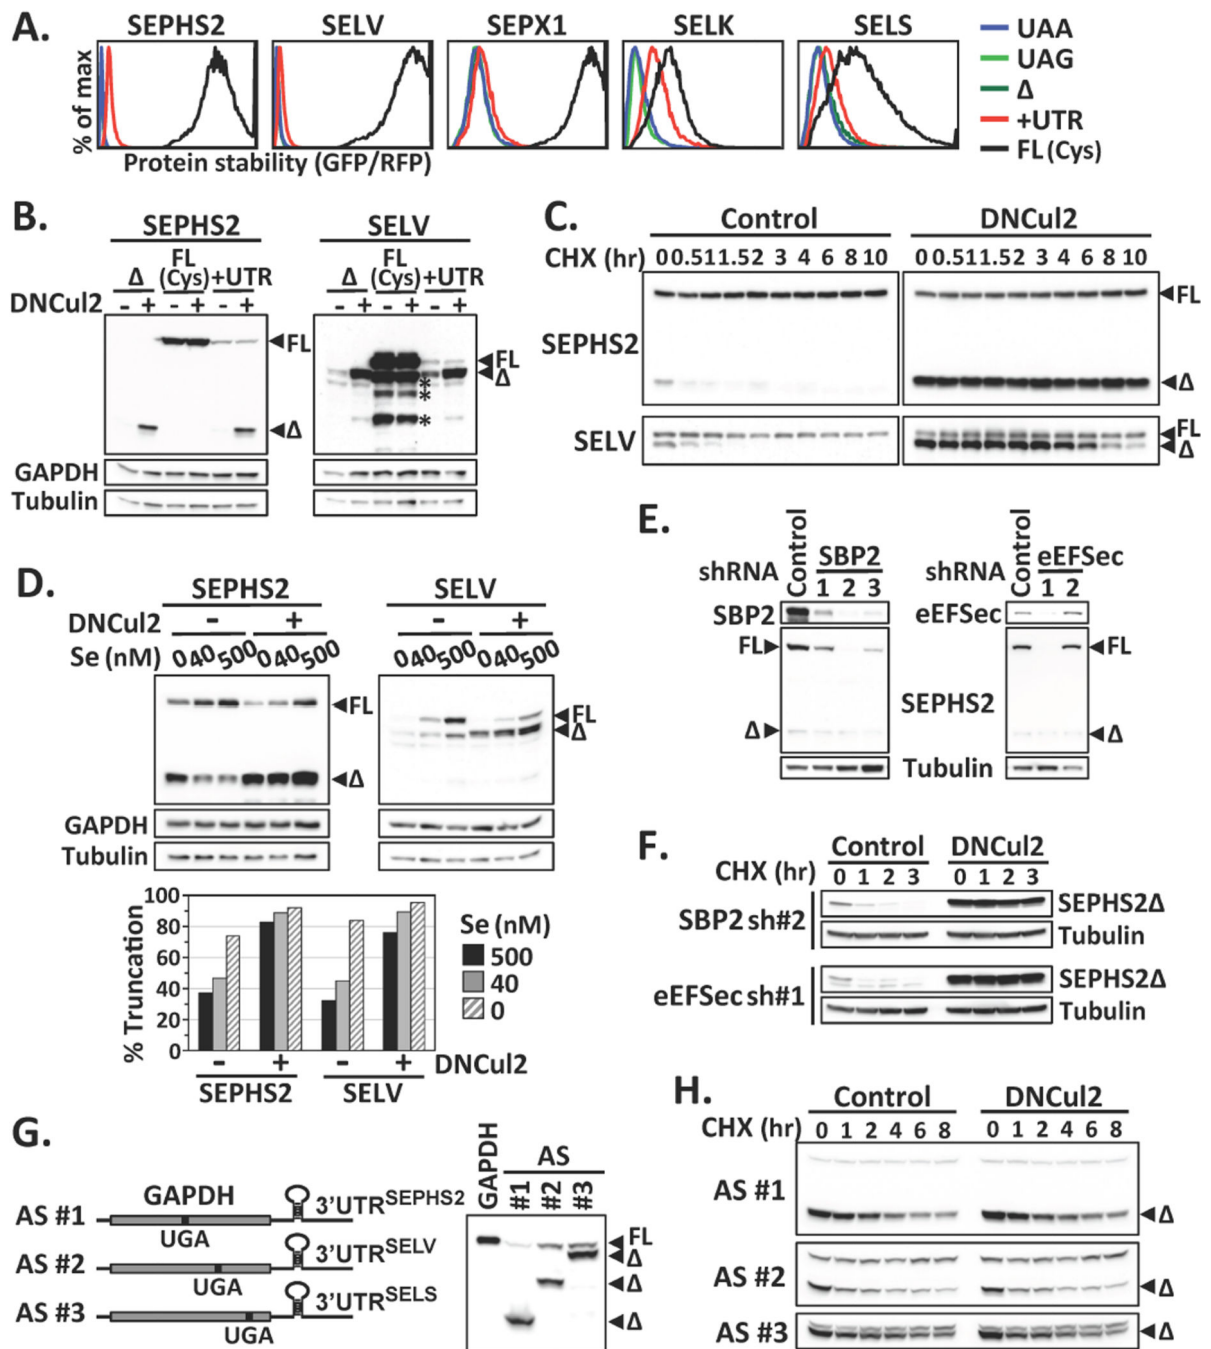 A.
SEPHS2 SELV SEPX1 SELK SELS
% of max
Protein stability (GFP/RFP)
UAA
UAG
Δ
+UTR
FL (Cys)
B.
SEPHS2 SELV
Δ FL (Cys) +UTR Δ FL (Cys) +UTR
DNCul2 - + - + - + - + - + - +
FL
Δ
FL
Δ
*
*
*
GAPDH
Tubulin
C.
Control DNCul2
CHX (hr) 0 0.5 1 1.5 2 3 4 6 8 10 0 0.5 1 1.5 2 3 4 6 8 10
SEPHS2
FL
Δ
SELV
FL
Δ
D.
SEPHS2 SELV
DNCul2 - + - +
Se (nM) 0 40 500 0 40 500 0 40 500 0 40 500
FL
Δ
FL
Δ
GAPDH
Tubulin
% Truncation
100
80
60
40
20
0
- + - + DNCul2
SEPHS2 SELV
Se (nM)
500
40
0
E.
shRNA Control SBP2 1 2 3
SBP2
FL
Δ
shRNA Control eEFSec 1 2
eEFSec
FL
SEPHS2
Δ
Tubulin
F.
Control DNCul2
CHX (hr) 0 1 2 3 0 1 2 3
SBP2 sh#2
SEPHS2Δ
Tubulin
eEFSec sh#1
SEPHS2Δ
Tubulin
G.
GAPDH
AS #1 3'UTR SEPHS2
UGA
AS #2 3'UTR SELV
UGA
AS #3 3'UTR SELS
UGA
GAPDH AS #1 #2 #3
FL
Δ
Δ
Δ
H.
Control DNCul2
CHX (hr) 0 1 2 4 6 8 0 1 2 4 6 8
AS #1
Δ
AS #2
Δ
AS #3
Δ